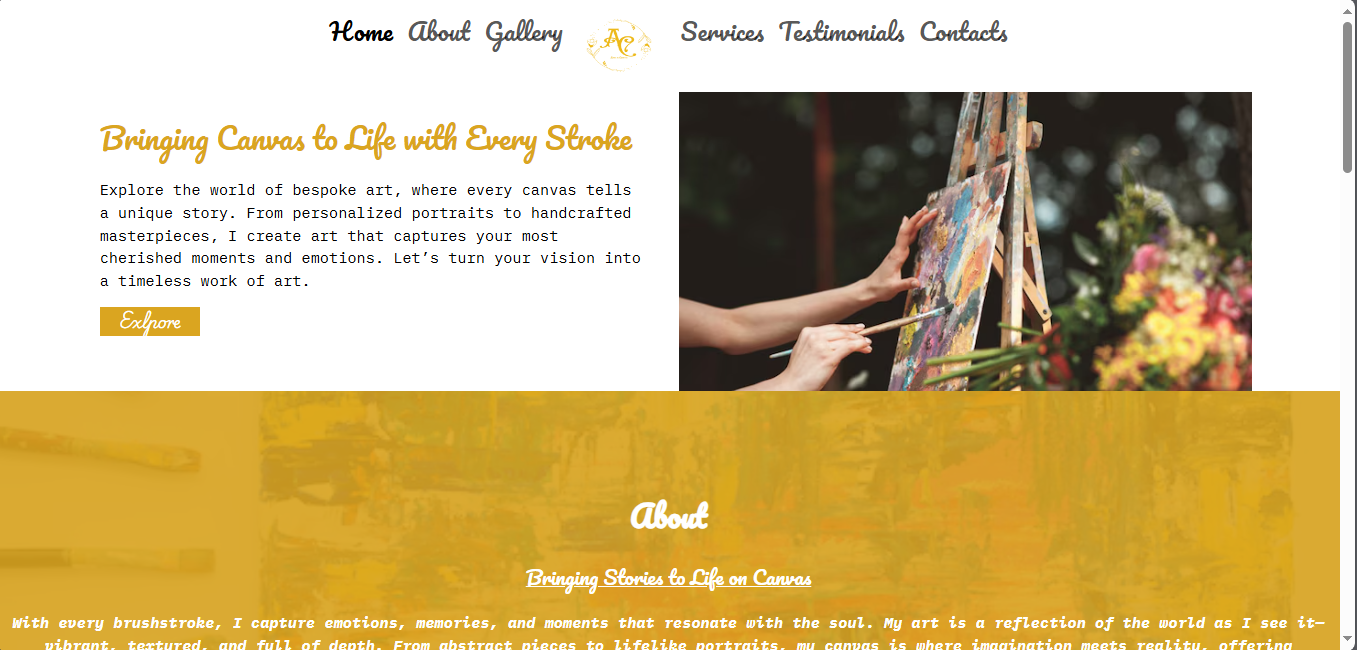 Home About Gallery AC Services Testimonials Contacts
Bringing Canvas to Life with Every Stroke
Explore the world of bespoke art, where every canvas tells
a unique story. From personalized portraits to handcrafted
masterpieces, I create art that captures your most
cherished moments and emotions. Let’s turn your vision into
a timeless work of art.
Exlpore
About
Bringing Stories to Life on Canvas
With every brushstroke, I capture emotions, memories, and moments that resonate with the soul. My art is a reflection of the world as I see it—
vibrant, textured, and full of depth. From abstract pieces to lifelike portraits, my canvas is where imagination meets reality, offering